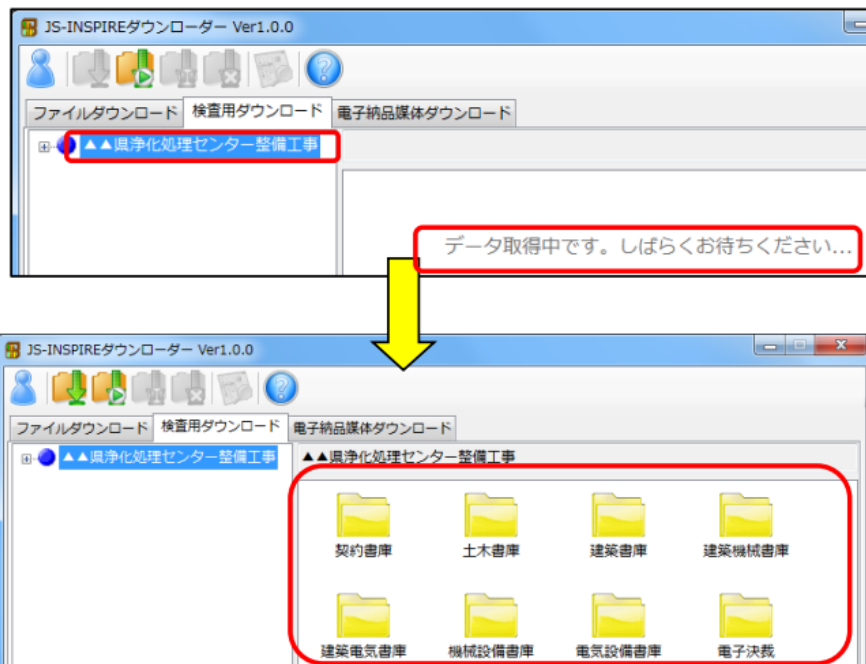 JS-INSPIREダウンローダー Ver1.0.0
ファイルダウンロード 検査用ダウンロード 電子納品媒体ダウンロード
▲▲県浄化処理センター整備工事
データ取得中です。しばらくお待ちください...
JS-INSPIREダウンローダー Ver1.0.0
ファイルダウンロード 検査用ダウンロード 電子納品媒体ダウンロード
▲▲県浄化処理センター整備工事 ▲▲県浄化処理センター整備工事
契約書庫 土木書庫 建築書庫 建築機械書庫
建築電気書庫 機械設備書庫 電気設備書庫 電子決裁